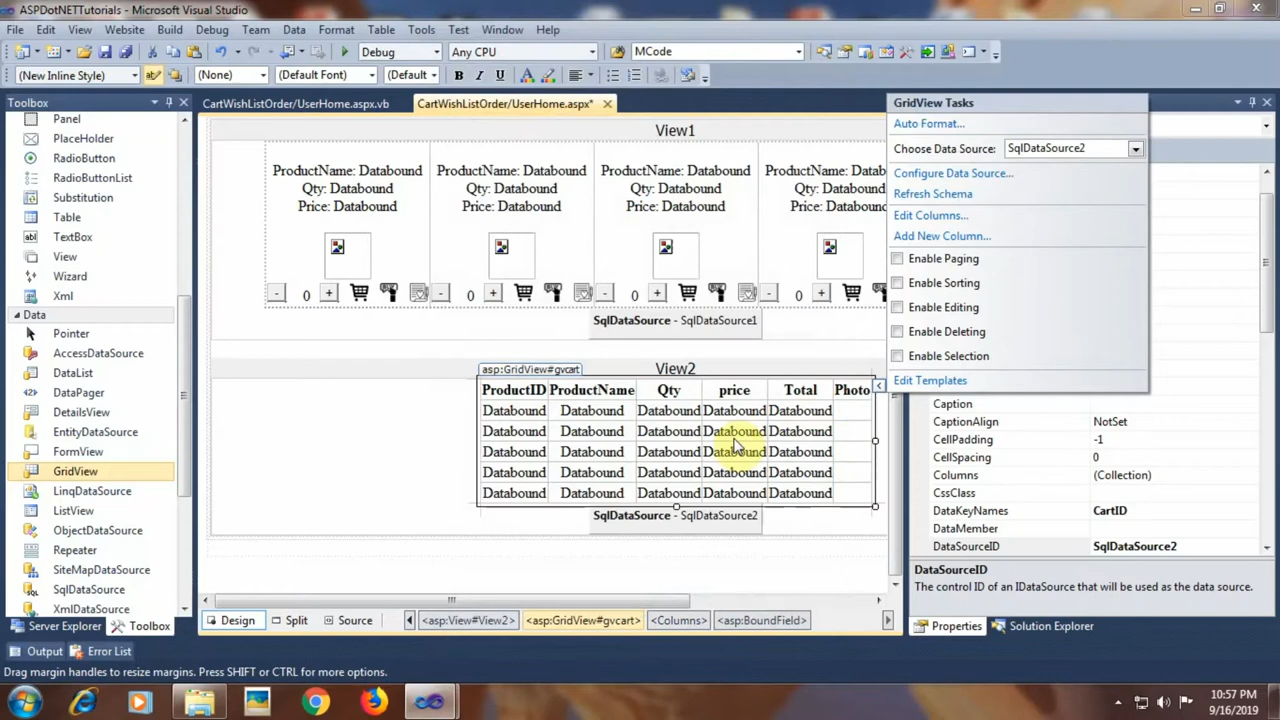 ASPDotNETTutorials - Microsoft Visual Studio
File Edit View Website Build Debug Team Data Format Table Tools Test Window Help
Debug Any CPU MCode
(New Inline Style) (None) (Default Font) (Default B I U A
Toolbox
Panel
PlaceHolder
RadioButton
RadioButtonList
Substitution
Table
abl TextBox
View
Wizard
Xml
Data
Pointer
AccessDataSource
DataList
DataPager
DetailsView
EntityDataSource
FormView
GridView
LinqDataSource
ListView
ObjectDataSource
Repeater
SiteMapDataSource
SqlDataSource
XmlDataSource
Server Explorer Toolbox
CartWishListOrder/UserHome.aspx.vb CartWishListOrder/UserHome.aspx*
View1
ProductName: Databound ProductName: Databound ProductName: Databound ProductName: Databou
Qty: Databound Qty: Databound Qty: Databound Qty: Databou
Price: Databound Price: Databound Price: Databound Price: Databou
- 0 + - 0 + - 0 + - 0 +
SqlDataSource - SqlDataSource1
View2
asp:GridView#gvcart
ProductID ProductName Qty price Total Photo
Databound Databound Databound Databound Databound
Databound Databound Databound Databound Databound
Databound Databound Databound Databound Databound
Databound Databound Databound Databound Databound
Databound Databound Databound Databound Databound
SqlDataSource - SqlDataSource2
Design Split Source <asp:View#View2> <asp:GridView#gvcart> <Columns> <asp:BoundField>
GridView Tasks
Auto Format...
Choose Data Source: SqlDataSource2
Configure Data Source...
Refresh Schema
Edit Columns...
Add New Column...
Enable Paging
Enable Sorting
Enable Editing
Enable Deleting
Enable Selection
Edit Templates
Caption
CaptionAlign NotSet
CellPadding -1
CellSpacing 0
Columns (Collection)
CssClass
DataKeyNames CartID
DataMember
DataSourceID SqlDataSource2
DataSourceID
The control ID of an IDataSource that will be used as the data source.
Properties Solution Explorer
Output Error List
Drag margin handles to resize margins. Press SHIFT or CTRL for more options.
10:57 PM
9/16/2019